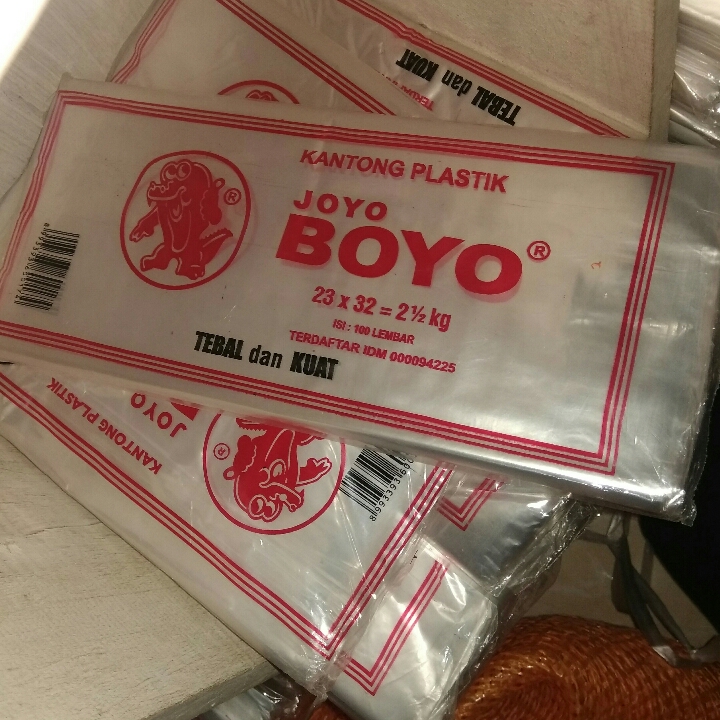 TEBAL dan KUAT
KANTONG PLASTIK
®
JOYO
BOYO®
23 x 32 = 2½ kg
ISI : 100 LEMBAR
TERDAFTAR IDM 000094225
TEBAL dan KUAT
KANTONG PLASTIK
JOYO
®